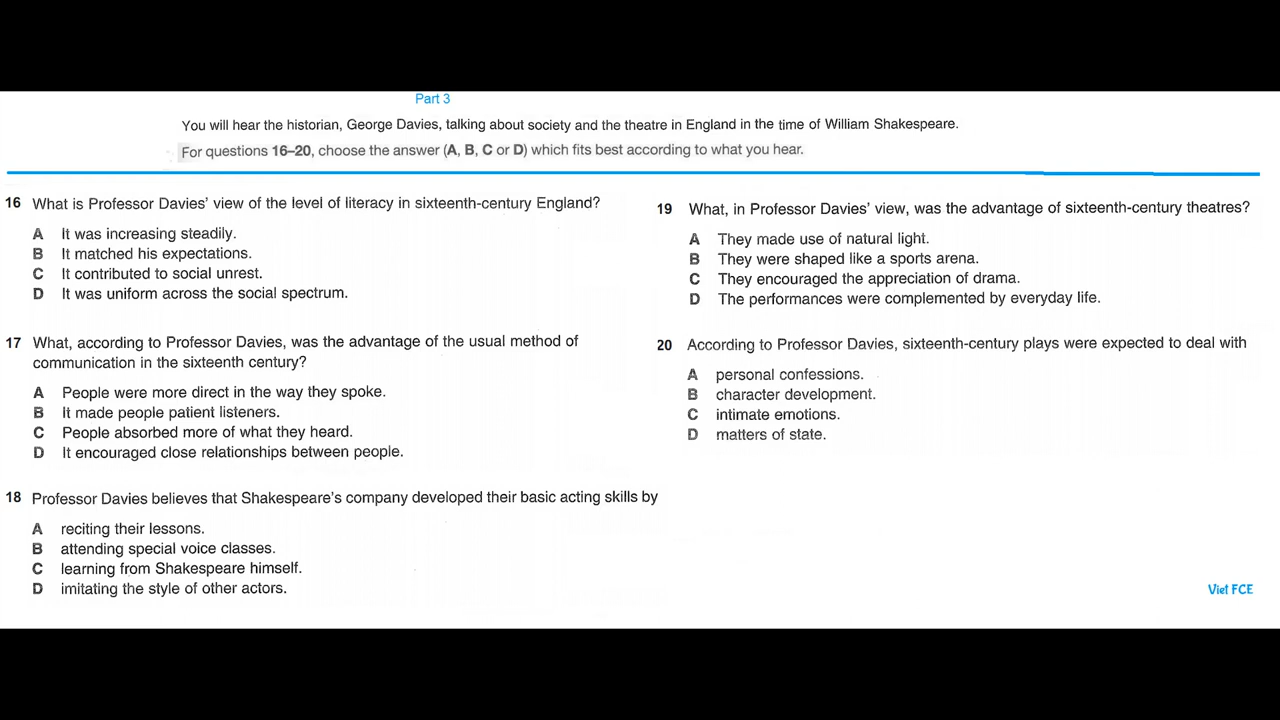 Part 3
You will hear the historian, George Davies, talking about society and the theatre in England in the time of William Shakespeare.
For questions 16–20, choose the answer (A, B, C or D) which fits best according to what you hear.
16 What is Professor Davies' view of the level of literacy in sixteenth-century England?
A It was increasing steadily.
B It matched his expectations.
C It contributed to social unrest.
D It was uniform across the social spectrum.
17 What, according to Professor Davies, was the advantage of the usual method of
communication in the sixteenth century?
A People were more direct in the way they spoke.
B It made people patient listeners.
C People absorbed more of what they heard.
D It encouraged close relationships between people.
18 Professor Davies believes that Shakespeare's company developed their basic acting skills by
A reciting their lessons.
B attending special voice classes.
C learning from Shakespeare himself.
D imitating the style of other actors.
19 What, in Professor Davies' view, was the advantage of sixteenth-century theatres?
A They made use of natural light.
B They were shaped like a sports arena.
C They encouraged the appreciation of drama.
D The performances were complemented by everyday life.
20 According to Professor Davies, sixteenth-century plays were expected to deal with
A personal confessions.
B character development.
C intimate emotions.
D matters of state.
Viet FCE